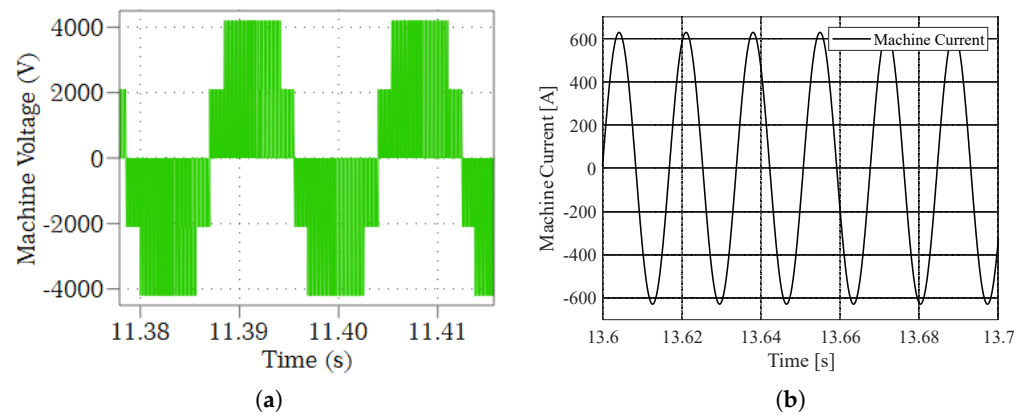 Machine Voltage (V)
4000
2000
0
-2000
-4000
11.38 11.39 11.40 11.41
Time (s)
(a)
Machine Current [A]
600
400
200
0
-200
-400
-600
Machine Current
13.6 13.62 13.64 13.66 13.68 13.7
Time [s]
(b)